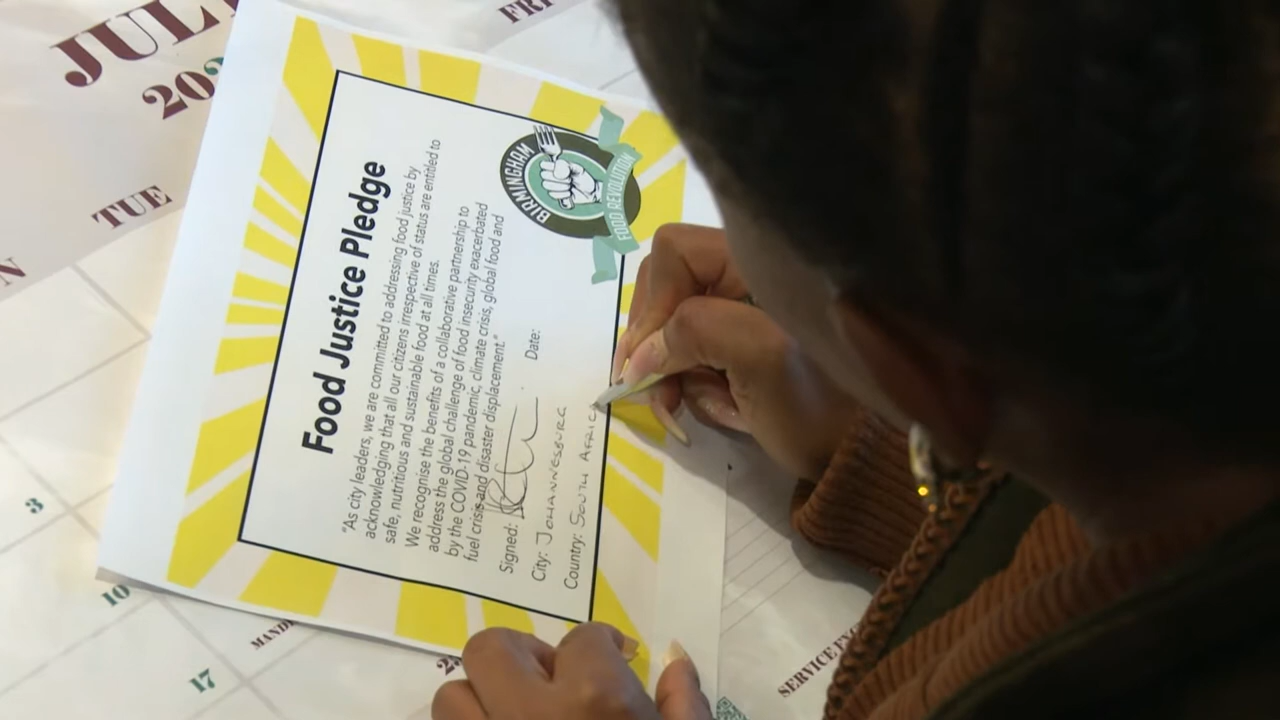 JULY
202
FRI
TUE
3
10
17
Food Justice Pledge
"As city leaders, we are committed to addressing food justice by
acknowledging that all our citizens irrespective of status are entitled to
safe, nutritious and sustainable food at all times.
We recognise the benefits of a collaborative partnership to
address the global challenge of food insecurity exacerbated
by the COVID-19 pandemic, climate crisis, global food and
fuel crisis and disaster displacement."
Signed: Date:
City: JOHANNESBURG
Country: SOUTH AFRICA
BIRMINGHAM
FOOD REVOLUTION